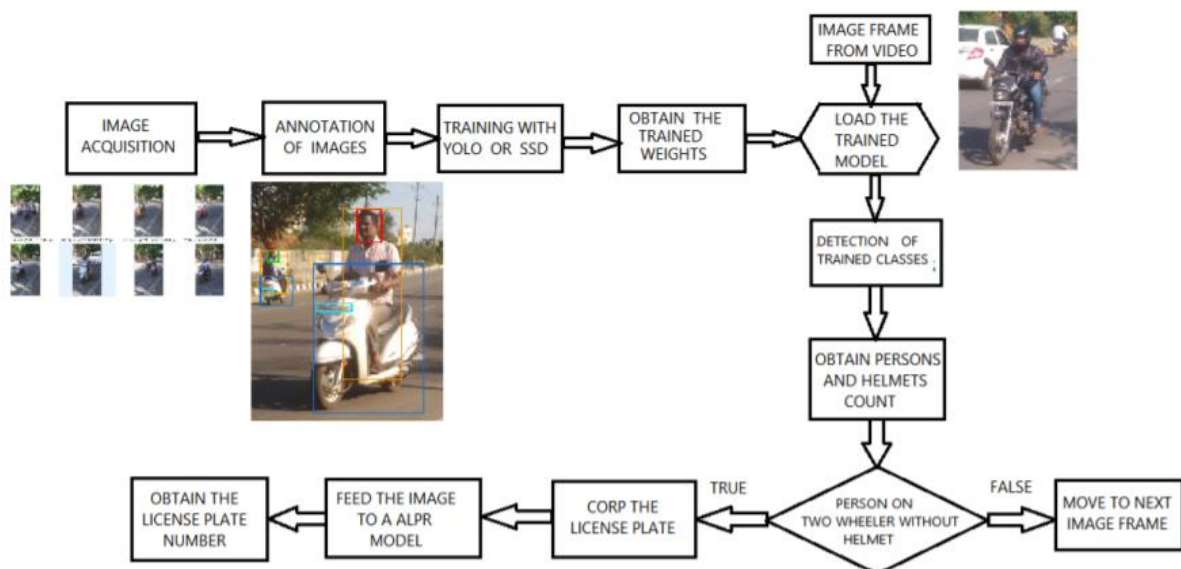 IMAGE FRAME
FROM VIDEO
IMAGE
ACQUISITION
ANNOTATION
OF IMAGES
TRAINING WITH
YOLO OR SSD
OBTAIN THE
TRAINED
WEIGHTS
LOAD THE
TRAINED
MODEL
DETECTION OF
TRAINED CLASSES ;
OBTAIN PERSONS
AND HELMETS
COUNT
PERSON ON
TWO WHEELER WITHOUT
HELMET
TRUE
FALSE
CORP THE
LICENSE PLATE
FEED THE IMAGE
TO A ALPR
MODEL
OBTAIN THE
LICENSE PLATE
NUMBER
MOVE TO NEXT
IMAGE FRAME